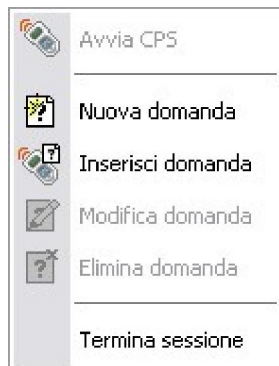 Avvia CPS
Nuova domanda
Inserisci domanda
Modifica domanda
Elimina domanda
Termina sessione